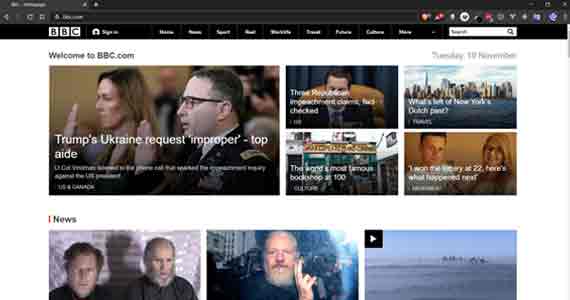 BBC - Homepage
bbc.com
BBC
Sign in
Home
News
Sport
Reel
Worklife
Travel
Future
Culture
More
Search
Welcome to BBC.com
Tuesday, 19 November
Trump's Ukraine request 'improper' - top
aide
Lt Col Vindman listened to the phone call that sparked the impeachment inquiry
against the US president
US & CANADA
Three Republican
impeachment claims, fact-
checked
US
What's left of New York's
Dutch past?
TRAVEL
The world's most famous
bookshop at 100
CULTURE
'I won the lottery at 22, here's
what happened next'
News